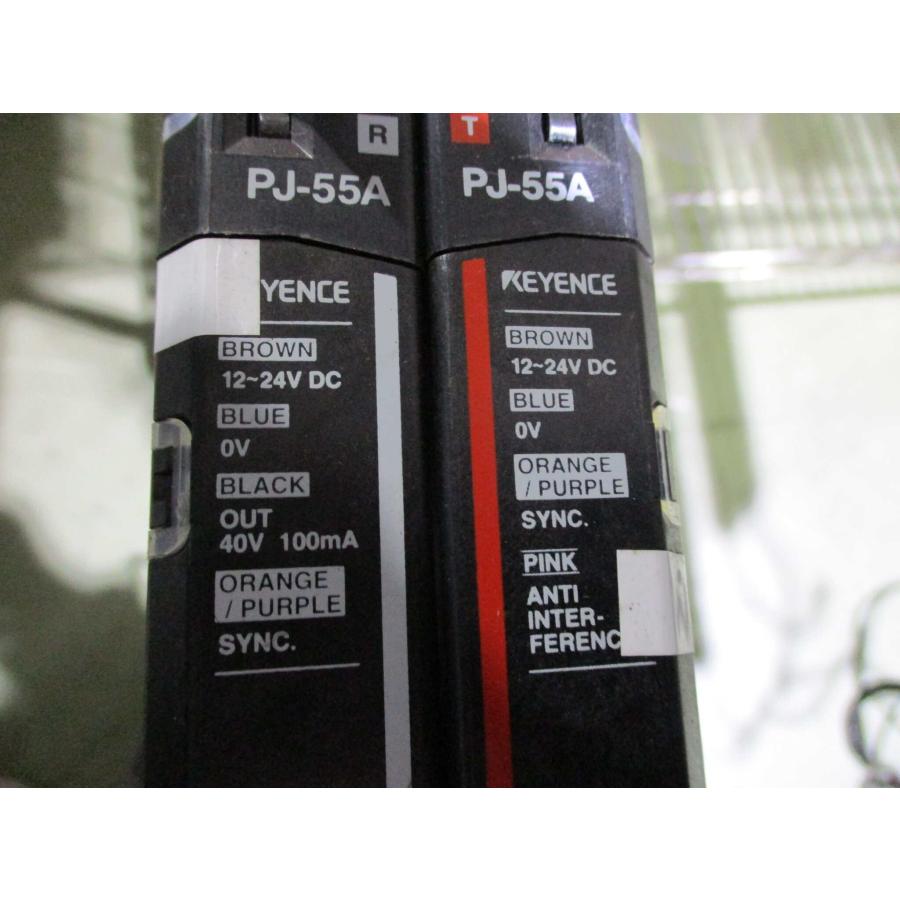 R
PJ-55A
YENCE
BROWN
12~24V DC
BLUE
0V
BLACK
OUT
40V 100mA
ORANGE
/ PURPLE
SYNC.
T
PJ-55A
KEYENCE
BROWN
12~24V DC
BLUE
0V
ORANGE
/ PURPLE
SYNC.
PINK
ANTI
INTER-
FERENC